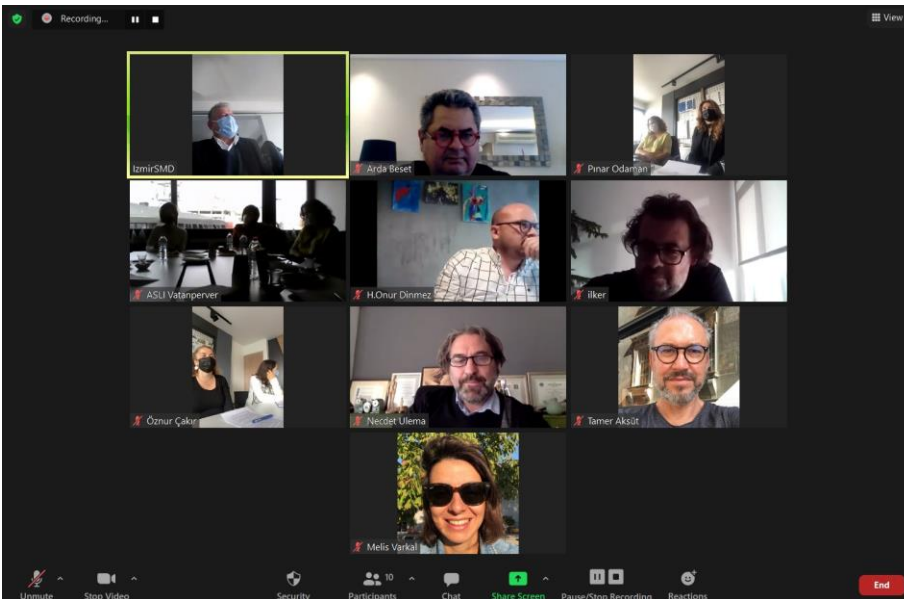 Recording...
View
IzmirSMD
Arda Beset
Pınar Odaman
ASLI Vatanperver
H.Onur Dinmez
ilker
Öznur Çakır
Necdet Ulema
Tamer Aksüt
Melis Varkal
10
Unmute
Stop Video
Security
Participants
Chat
Share Screen
Pause/Stop Recording
Reactions
End